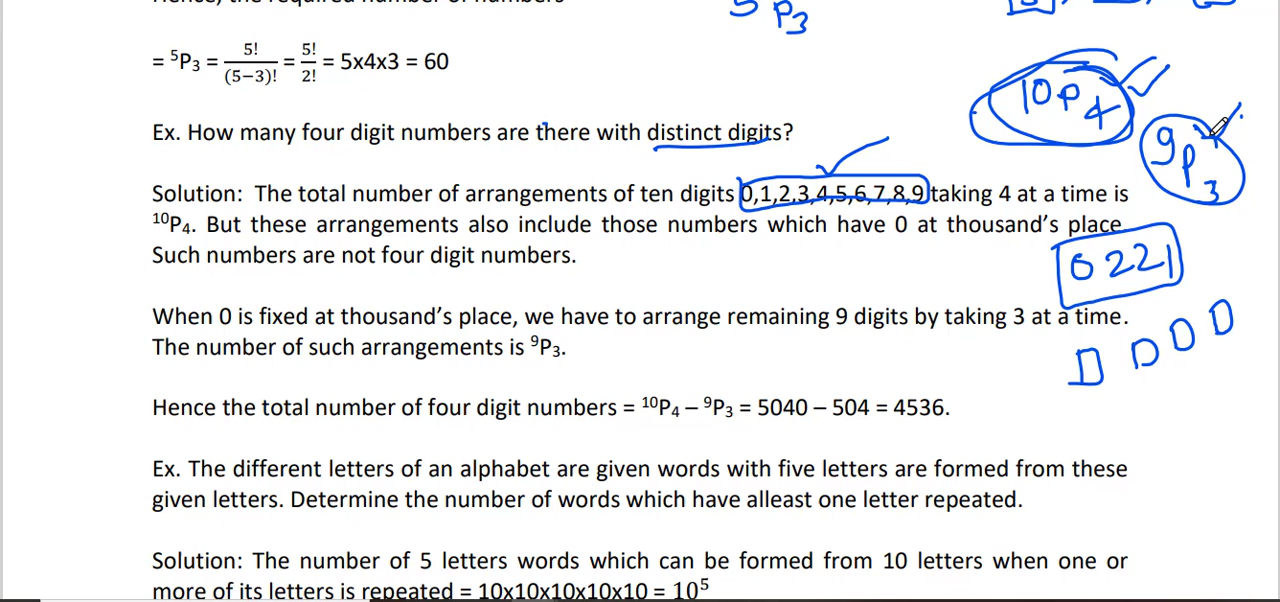 5 P3
= ⁵P₃ = 5!/(5−3)! = 5!/2! = 5x4x3 = 60
10P4
Ex. How many four digit numbers are there with distinct digits?
9P3
Solution: The total number of arrangements of ten digits 0,1,2,3,4,5,6,7,8,9 taking 4 at a time is
¹⁰P₄. But these arrangements also include those numbers which have 0 at thousand's place
Such numbers are not four digit numbers.
0221
When 0 is fixed at thousand's place, we have to arrange remaining 9 digits by taking 3 at a time.
The number of such arrangements is ⁹P₃.
Hence the total number of four digit numbers = ¹⁰P₄ – ⁹P₃ = 5040 – 504 = 4536.
Ex. The different letters of an alphabet are given words with five letters are formed from these
given letters. Determine the number of words which have alleast one letter repeated.
Solution: The number of 5 letters words which can be formed from 10 letters when one or
more of its letters is repeated = 10x10x10x10x10 = 10⁵